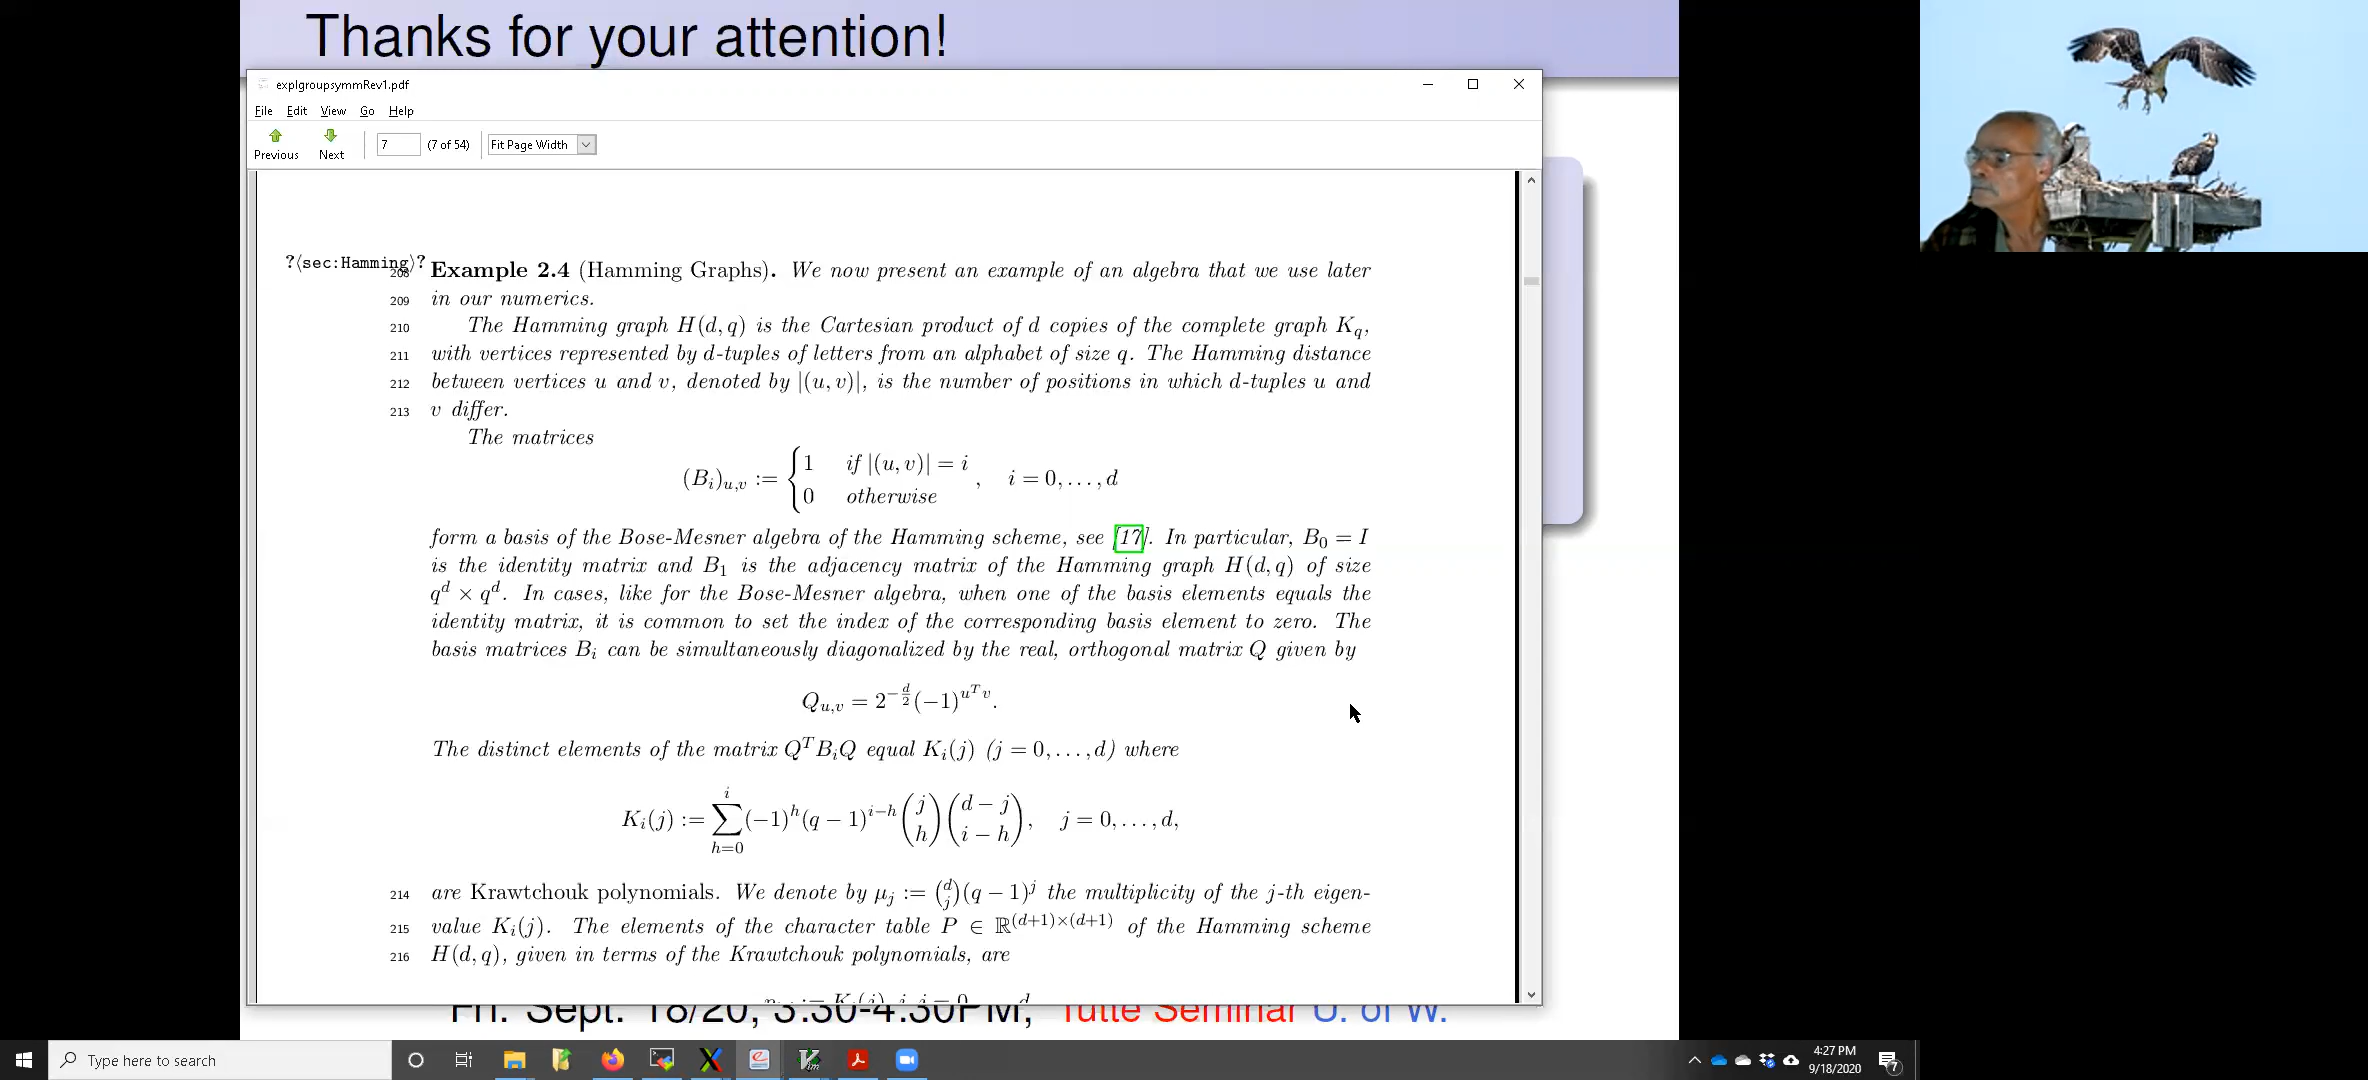 Thanks for your attention!
explgroupsymmRev1.pdf
File Edit View Go Help
Previous Next 7 (7 of 54) Fit Page Width
?⟨sec:Hamming⟩?
208 Example 2.4 (Hamming Graphs). We now present an example of an algebra that we use later
209 in our numerics.
210 The Hamming graph H(d, q) is the Cartesian product of d copies of the complete graph K_q,
211 with vertices represented by d-tuples of letters from an alphabet of size q. The Hamming distance
212 between vertices u and v, denoted by |(u, v)|, is the number of positions in which d-tuples u and
213 v differ.
The matrices
(B_i)_{u,v} := { 1 if |(u, v)| = i
0 otherwise , i = 0, . . . , d
form a basis of the Bose-Mesner algebra of the Hamming scheme, see [17]. In particular, B_0 = I
is the identity matrix and B_1 is the adjacency matrix of the Hamming graph H(d, q) of size
q^d × q^d. In cases, like for the Bose-Mesner algebra, when one of the basis elements equals the
identity matrix, it is common to set the index of the corresponding basis element to zero. The
basis matrices B_i can be simultaneously diagonalized by the real, orthogonal matrix Q given by
Q_{u,v} = 2^{-d/2}(−1)^{u^T v}.
The distinct elements of the matrix Q^T B_i Q equal K_i(j) (j = 0, . . . , d) where
K_i(j) := ∑_{h=0}^{i} (−1)^h (q − 1)^{i−h} (j h) (d − j i − h), j = 0, . . . , d,
214 are Krawtchouk polynomials. We denote by μ_j := (d j)(q − 1)^j the multiplicity of the j-th eigen-
215 value K_i(j). The elements of the character table P ∈ ℝ^{(d+1)×(d+1)} of the Hamming scheme
216 H(d, q), given in terms of the Krawtchouk polynomials, are
Fri. Sept. 18/20, 3:30-4:30PM, Tutte Seminar U. of W.
Type here to search
4:27 PM
9/18/2020
7